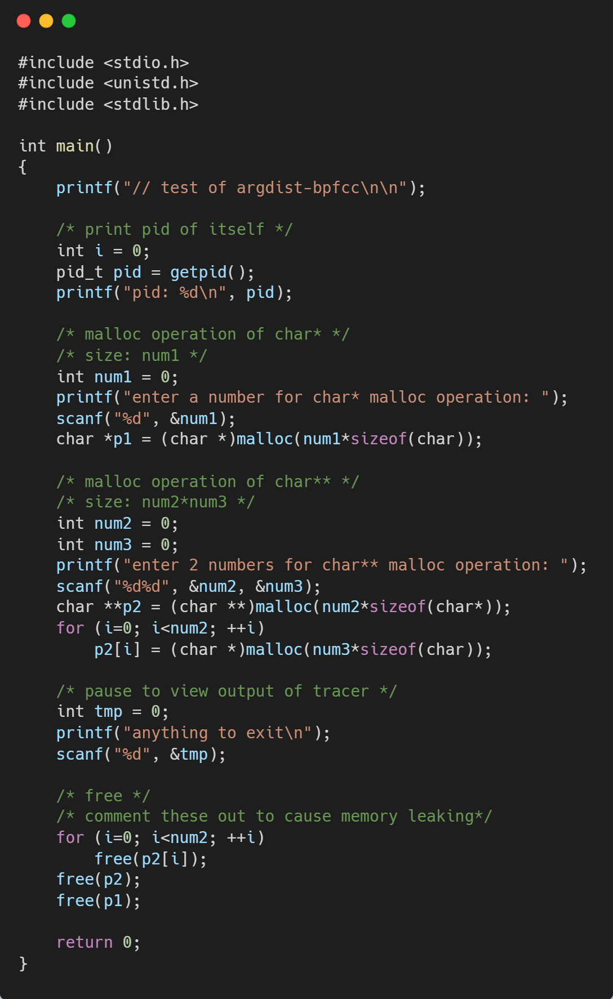 #include <stdio.h>
#include <unistd.h>
#include <stdlib.h>

int main()
{
    printf("// test of argdist-bpfcc\n\n");

    /* print pid of itself */
    int i = 0;
    pid_t pid = getpid();
    printf("pid: %d\n", pid);

    /* malloc operation of char* */
    /* size: num1 */
    int num1 = 0;
    printf("enter a number for char* malloc operation: ");
    scanf("%d", &num1);
    char *p1 = (char *)malloc(num1*sizeof(char));

    /* malloc operation of char** */
    /* size: num2*num3 */
    int num2 = 0;
    int num3 = 0;
    printf("enter 2 numbers for char** malloc operation: ");
    scanf("%d%d", &num2, &num3);
    char **p2 = (char **)malloc(num2*sizeof(char*));
    for (i=0; i<num2; ++i)
        p2[i] = (char *)malloc(num3*sizeof(char));

    /* pause to view output of tracer */
    int tmp = 0;
    printf("anything to exit\n");
    scanf("%d", &tmp);

    /* free */
    /* comment these out to cause memory leaking*/
    for (i=0; i<num2; ++i)
        free(p2[i]);
    free(p2);
    free(p1);

    return 0;
}